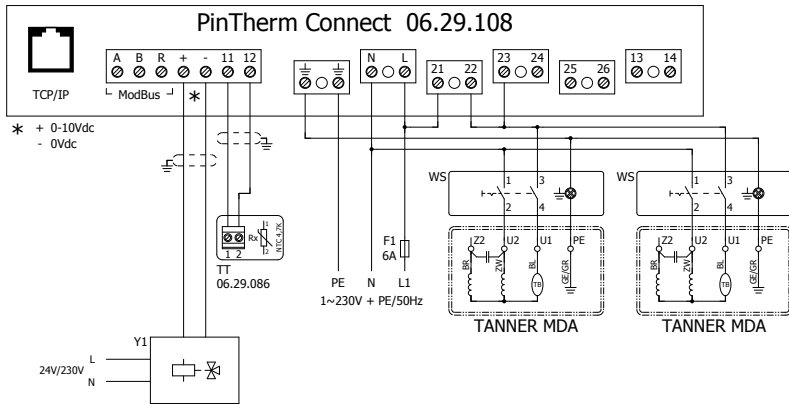 PinTherm Connect 06.29.108
TCP/IP
A B R + - 11 12
ModBus
*
N L
21 22
23 24
25 26
13 14
* + 0-10Vdc
- 0Vdc
1 2
Rx
1
2
NTC 4,7K
TT
06.29.086
F1
6A
PE N L1
1~230V + PE/50Hz
WS
1 3
2 4
Z2 U2 U1 PE
BR ZW BL GE/GR
TB
TANNER MDA
WS
1 3
2 4
Z2 U2 U1 PE
BR ZW BL GE/GR
TB
TANNER MDA
Y1
24V/230V
L
N